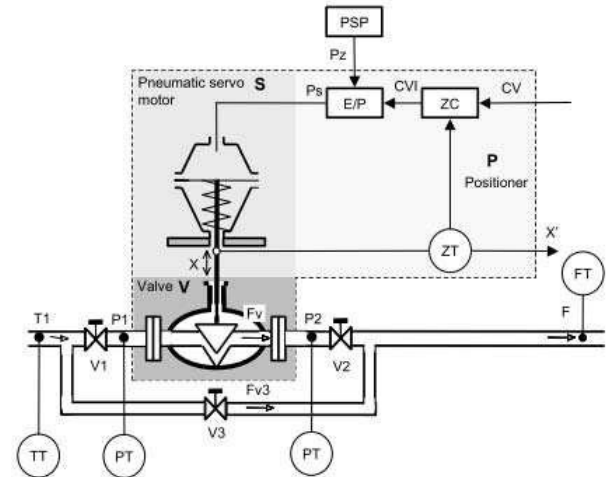 PSP
Pz
Pneumatic servo
motor
S
Ps
E/P
CVI
ZC
CV
P
Positioner
ZT
X'
X
FT
Valve V
T1
P1
Fv
P2
F
V1
V2
Fv3
V3
TT
PT
PT